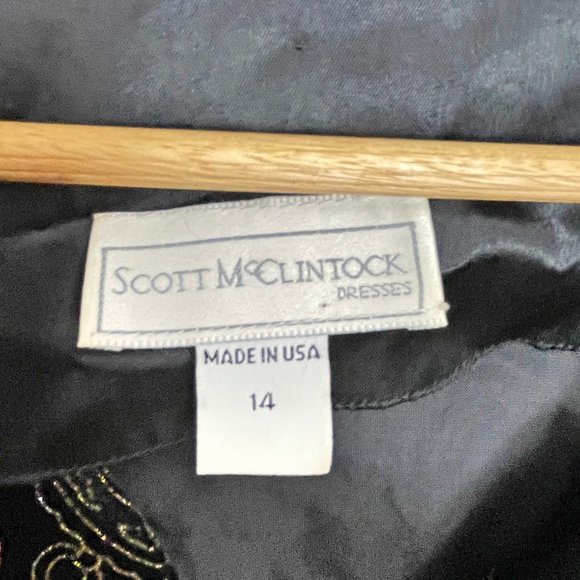 SCOTT McCLINTOCK
DRESSES
MADE IN USA
14